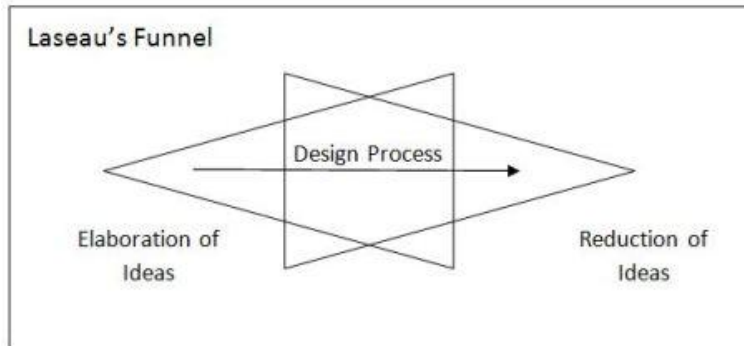 Laseau's Funnel
Design Process
Elaboration of
Ideas
Reduction of
Ideas